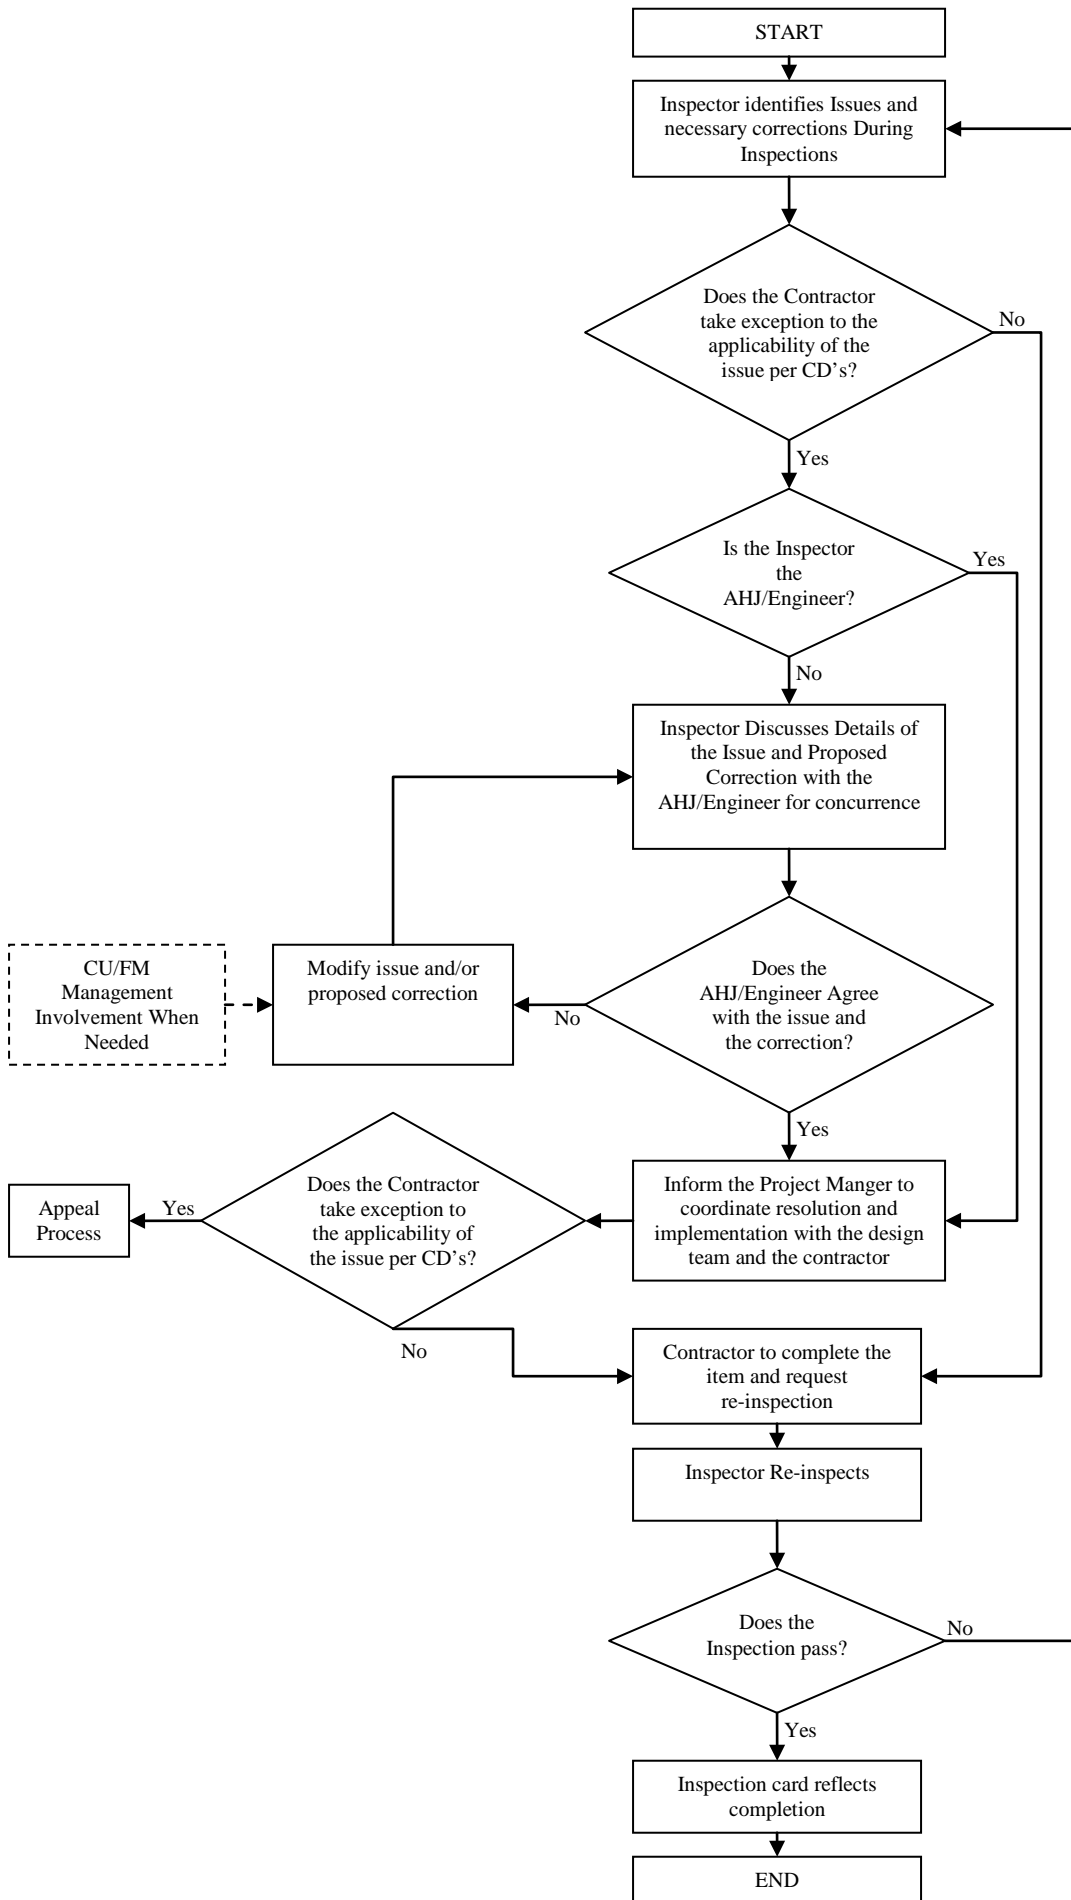 START
Inspector identifies Issues and
necessary corrections During
Inspections
Does the Contractor
take exception to the
applicability of the
issue per CD’s?
No
Yes
Is the Inspector
the
AHJ/Engineer?
Yes
No
Inspector Discusses Details of
the Issue and Proposed
Correction with the
AHJ/Engineer for concurrence
CU/FM
Management
Involvement When
Needed
Modify issue and/or
proposed correction
No
Does the
AHJ/Engineer Agree
with the issue and
the correction?
Yes
Appeal
Process
Yes
Does the Contractor
take exception to
the applicability of
the issue per CD’s?
Inform the Project Manger to
coordinate resolution and
implementation with the design
team and the contractor
No
Contractor to complete the
item and request
re-inspection
Inspector Re-inspects
Does the
Inspection pass?
No
Yes
Inspection card reflects
completion
END